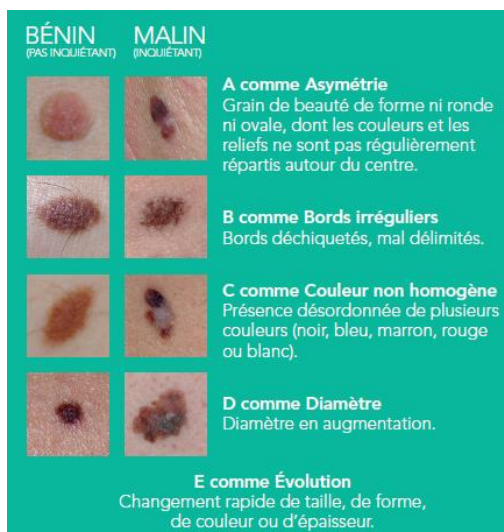 BÉNIN
(PAS INQUIÉTANT)
MALIN
(INQUIÉTANT)
A comme Asymétrie
Grain de beauté de forme ni ronde
ni ovale, dont les couleurs et les
reliefs ne sont pas régulièrement
répartis autour du centre.
B comme Bords irréguliers
Bords déchiquetés, mal délimités.
C comme Couleur non homogène
Présence désordonnée de plusieurs
couleurs (noir, bleu, marron, rouge
ou blanc).
D comme Diamètre
Diamètre en augmentation.
E comme Évolution
Changement rapide de taille, de forme,
de couleur ou d'épaisseur.